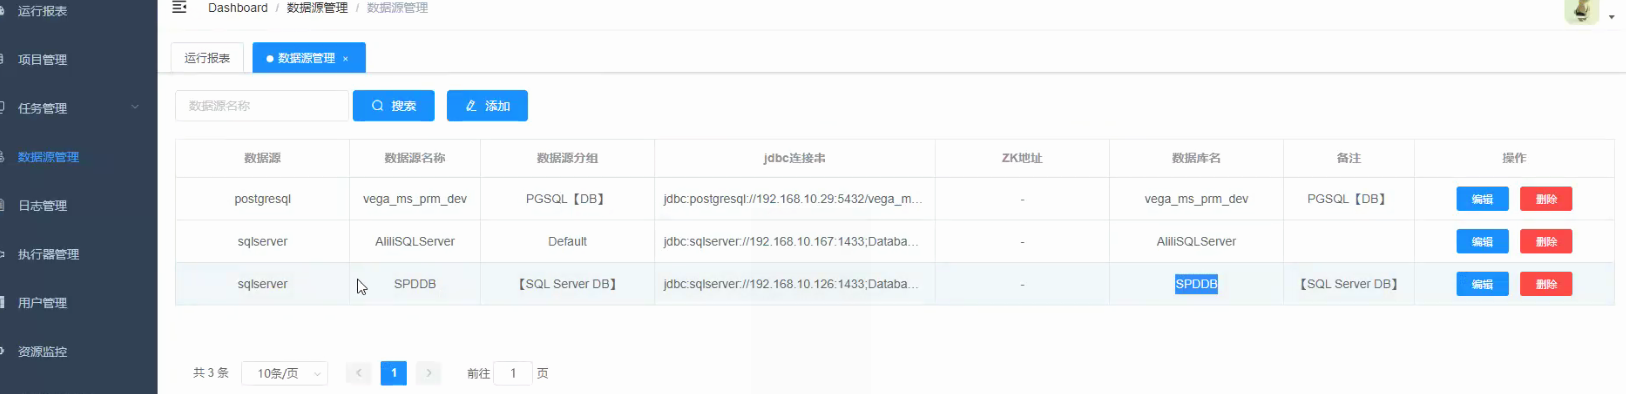 运行报表
项目管理
任务管理
数据源管理
日志管理
执行器管理
用户管理
资源监控
Dashboard / 数据源管理 / 数据源管理
运行报表 数据源管理 ×
数据源名称 搜索 添加
数据源 数据源名称 数据源分组 jdbc连接串 ZK地址 数据库名 备注 操作
postgresql vega_ms_prm_dev PGSQL【DB】 jdbc:postgresql://192.168.10.29:5432/vega_m... - vega_ms_prm_dev PGSQL【DB】 编辑 删除
sqlserver AliliSQLServer Default jdbc:sqlserver://192.168.10.167:1433;Databa... - AliliSQLServer 编辑 删除
sqlserver SPDDB 【SQL Server DB】 jdbc:sqlserver://192.168.10.126:1433;Databa... - SPDDB 【SQL Server DB】 编辑 删除
共 3 条 10条/页 < 1 > 前往 1 页